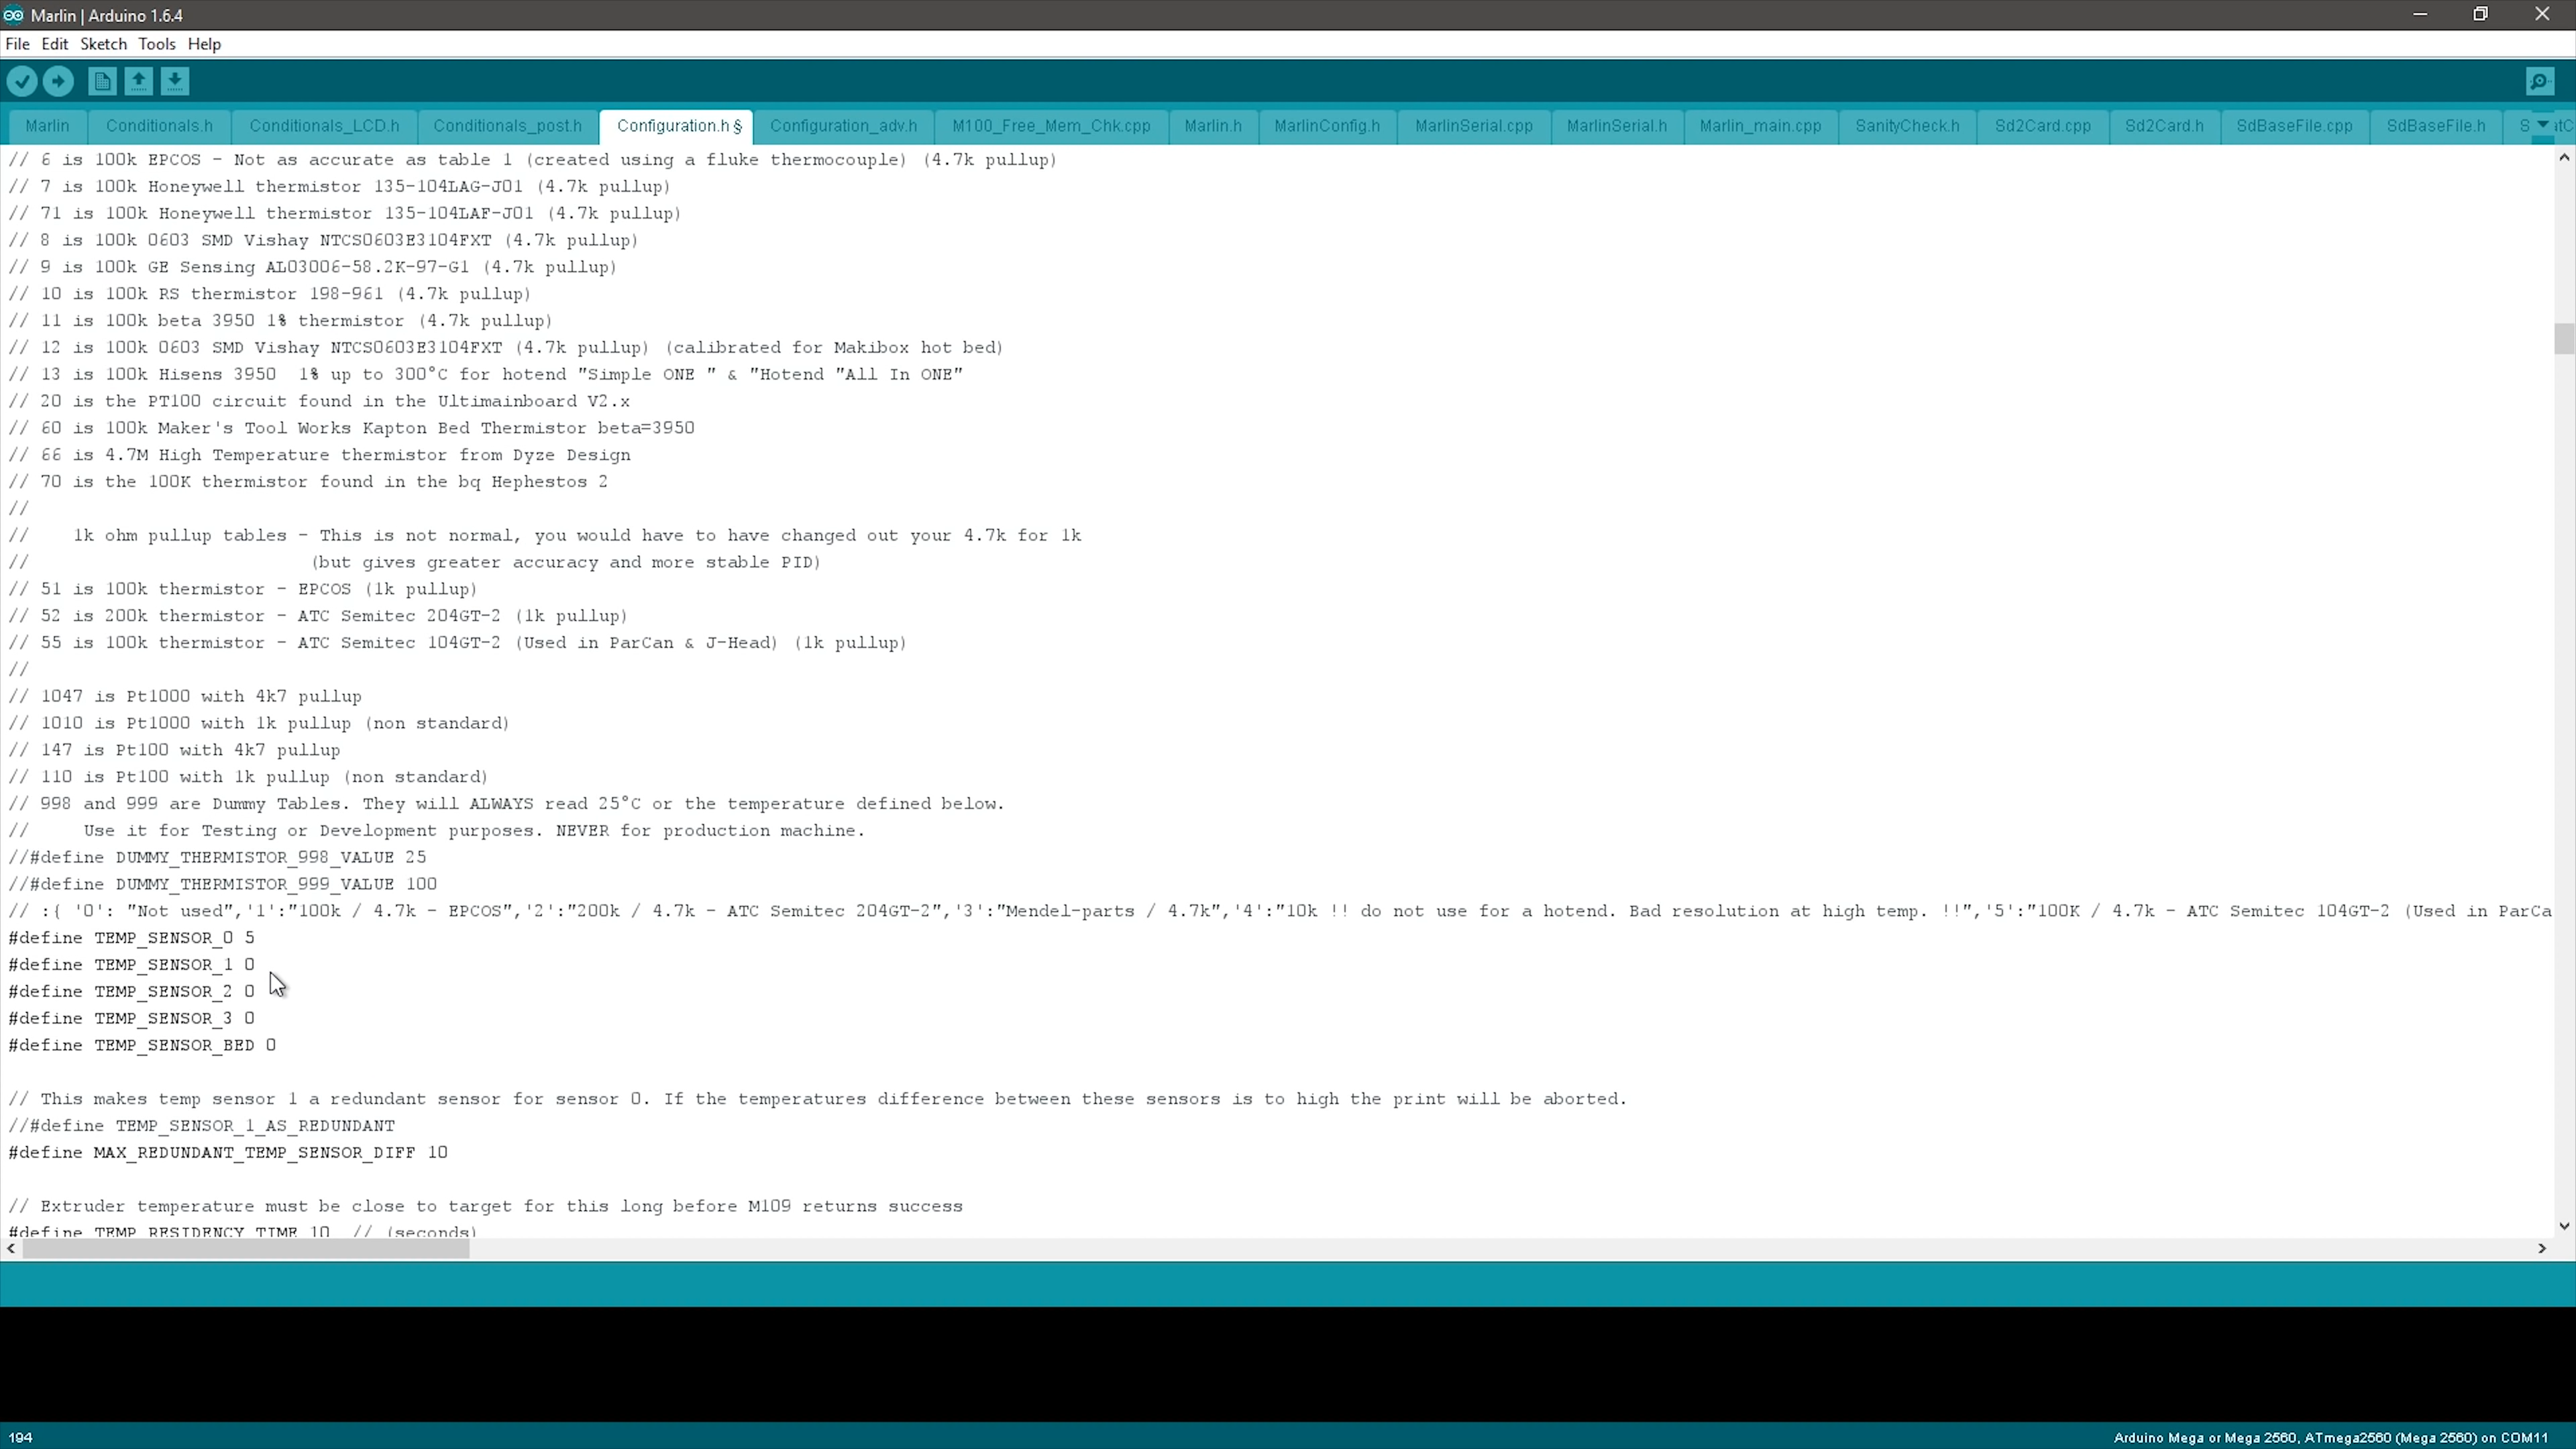 Marlin | Arduino 1.6.4
File Edit Sketch Tools Help
Marlin Conditionals.h Conditionals_LCD.h Conditionals_post.h Configuration.h § Configuration_adv.h M100_Free_Mem_Chk.cpp Marlin.h MarlinConfig.h MarlinSerial.cpp MarlinSerial.h Marlin_main.cpp SanityCheck.h Sd2Card.cpp Sd2Card.h SdBaseFile.cpp SdBaseFile.h
// 6 is 100k EPCOS - Not as accurate as table 1 (created using a fluke thermocouple) (4.7k pullup)
// 7 is 100k Honeywell thermistor 135-104LAG-J01 (4.7k pullup)
// 71 is 100k Honeywell thermistor 135-104LAF-J01 (4.7k pullup)
// 8 is 100k 0603 SMD Vishay NTCS0603E3104FXT (4.7k pullup)
// 9 is 100k GE Sensing AL03006-58.2K-97-G1 (4.7k pullup)
// 10 is 100k RS thermistor 198-961 (4.7k pullup)
// 11 is 100k beta 3950 1% thermistor (4.7k pullup)
// 12 is 100k 0603 SMD Vishay NTCS0603E3104FXT (4.7k pullup) (calibrated for Makibox hot bed)
// 13 is 100k Hisens 3950  1% up to 300°C for hotend "Simple ONE " & "Hotend "All In ONE"
// 20 is the PT100 circuit found in the Ultimainboard V2.x
// 60 is 100k Maker's Tool Works Kapton Bed Thermistor beta=3950
// 66 is 4.7M High Temperature thermistor from Dyze Design
// 70 is the 100K thermistor found in the bq Hephestos 2
//
//    1k ohm pullup tables - This is not normal, you would have to have changed out your 4.7k for 1k
//                          (but gives greater accuracy and more stable PID)
// 51 is 100k thermistor - EPCOS (1k pullup)
// 52 is 200k thermistor - ATC Semitec 204GT-2 (1k pullup)
// 55 is 100k thermistor - ATC Semitec 104GT-2 (Used in ParCan & J-Head) (1k pullup)
//
// 1047 is Pt1000 with 4k7 pullup
// 1010 is Pt1000 with 1k pullup (non standard)
// 147 is Pt100 with 4k7 pullup
// 110 is Pt100 with 1k pullup (non standard)
// 998 and 999 are Dummy Tables. They will ALWAYS read 25°C or the temperature defined below.
//     Use it for Testing or Development purposes. NEVER for production machine.
//#define DUMMY_THERMISTOR_998_VALUE 25
//#define DUMMY_THERMISTOR_999_VALUE 100
// :{ '0': "Not used",'1':"100k / 4.7k - EPCOS",'2':"200k / 4.7k - ATC Semitec 204GT-2",'3':"Mendel-parts / 4.7k",'4':"10k !! do not use for a hotend. Bad resolution at high temp. !!",'5':"100K / 4.7k - ATC Semitec 104GT-2 (Used in ParCa
#define TEMP_SENSOR_0 5
#define TEMP_SENSOR_1 0
#define TEMP_SENSOR_2 0
#define TEMP_SENSOR_3 0
#define TEMP_SENSOR_BED 0
// This makes temp sensor 1 a redundant sensor for sensor 0. If the temperatures difference between these sensors is to high the print will be aborted.
//#define TEMP_SENSOR_1_AS_REDUNDANT
#define MAX_REDUNDANT_TEMP_SENSOR_DIFF 10
// Extruder temperature must be close to target for this long before M109 returns success
#define TEMP_RESIDENCY_TIME 10  // (seconds)
194
Arduino Mega or Mega 2560, ATmega2560 (Mega 2560) on COM11